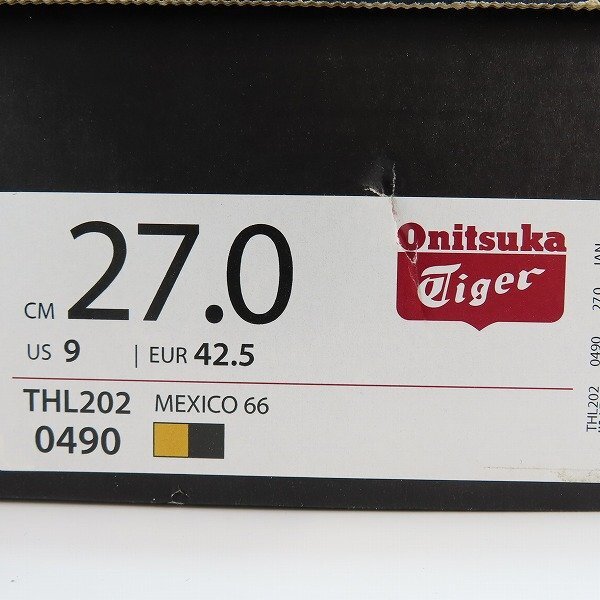 CM 27.0
US 9 | EUR 42.5
Onitsuka
Tiger
THL202 MEXICO 66
0490
THL202 0490 27.0 JAN